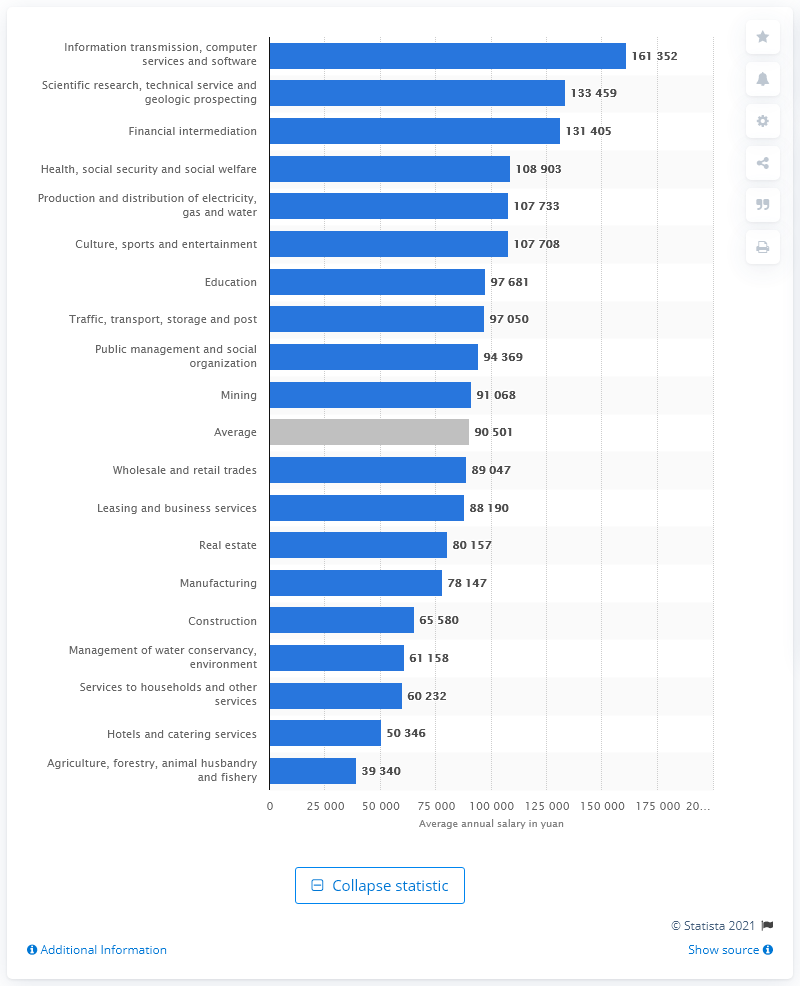 Information transmission, computer
services and software
161 352
Scientific research, technical service and
geologic prospecting
133 459
Financial intermediation
131 405
Health, social security and social welfare
108 903
Production and distribution of electricity,
gas and water
107 733
Culture, sports and entertainment
107 708
Education
97 681
Traffic, transport, storage and post
97 050
Public management and social
organization
94 369
Mining
91 068
Average
90 501
Wholesale and retail trades
89 047
Leasing and business services
88 190
Real estate
80 157
Manufacturing
78 147
Construction
65 580
Management of water conservancy,
environment
61 158
Services to households and other
services
60 232
Hotels and catering services
50 346
Agriculture, forestry, animal husbandry
and fishery
39 340
0 25 000 50 000 75 000 100 000 125 000 150 000 175 000 20...
Average annual salary in yuan
Collapse statistic
© Statista 2021
Additional Information
Show source